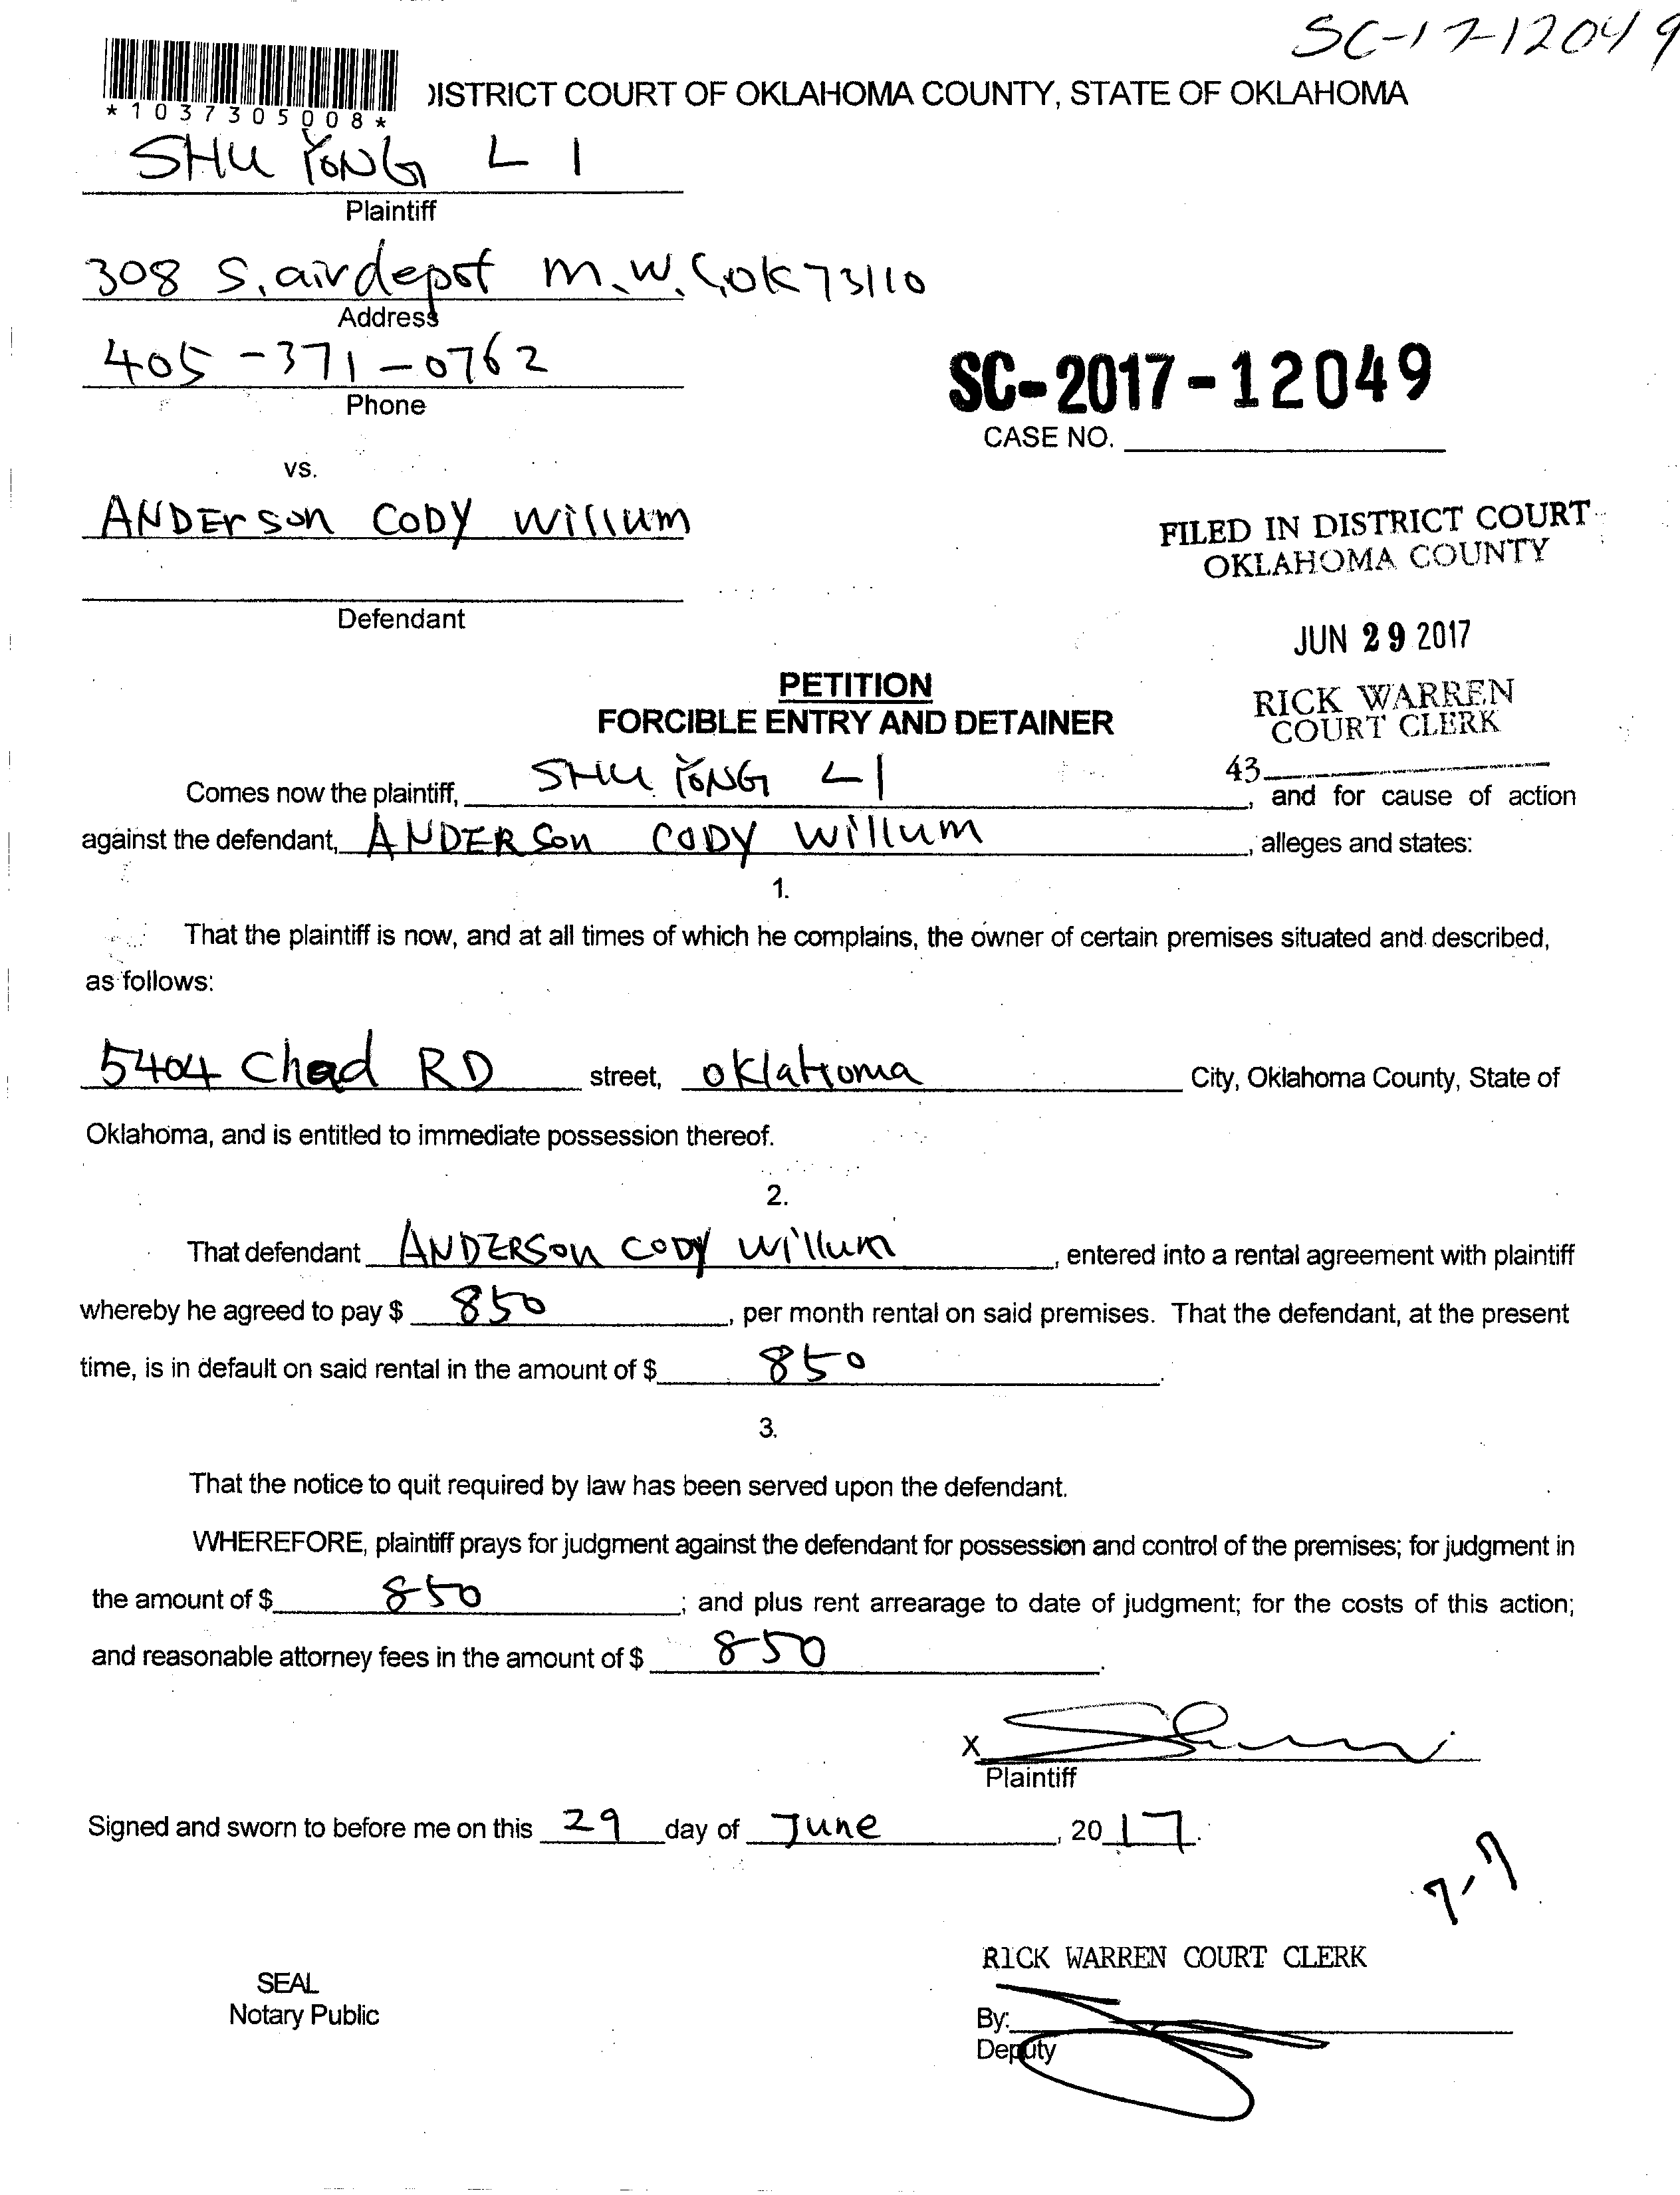 SC-17-12049
*1037305008*
DISTRICT COURT OF OKLAHOMA COUNTY, STATE OF OKLAHOMA
SHU YONG LI
Plaintiff
308 S. airdepot M.W.C, OK 73110
Address
405-371-0762
Phone
SC-2017-12049
CASE NO.
vs.
ANDERSON CODY Willum
Defendant
FILED IN DISTRICT COURT
OKLAHOMA COUNTY
JUN 29 2017
RICK WARREN
COURT CLERK
43
PETITION
FORCIBLE ENTRY AND DETAINER
Comes now the plaintiff, SHU YONG LI, and for cause of action
against the defendant, ANDERSON CODY Willum, alleges and states:
1.
That the plaintiff is now, and at all times of which he complains, the owner of certain premises situated and described,
as follows:
5404 Chad RD street, oklahoma City, Oklahoma County, State of
Oklahoma, and is entitled to immediate possession thereof.
2.
That defendant ANDERSON CODY Willum, entered into a rental agreement with plaintiff
whereby he agreed to pay $ 850, per month rental on said premises. That the defendant, at the present
time, is in default on said rental in the amount of $ 850.
3.
That the notice to quit required by law has been served upon the defendant.
WHEREFORE, plaintiff prays for judgment against the defendant for possession and control of the premises; for judgment in
the amount of $ 850; and plus rent arrearage to date of judgment; for the costs of this action;
and reasonable attorney fees in the amount of $ 850.
X
Plaintiff
Signed and sworn to before me on this 29 day of June, 2017.
7-7
RICK WARREN COURT CLERK
SEAL
Notary Public
By:
Deputy